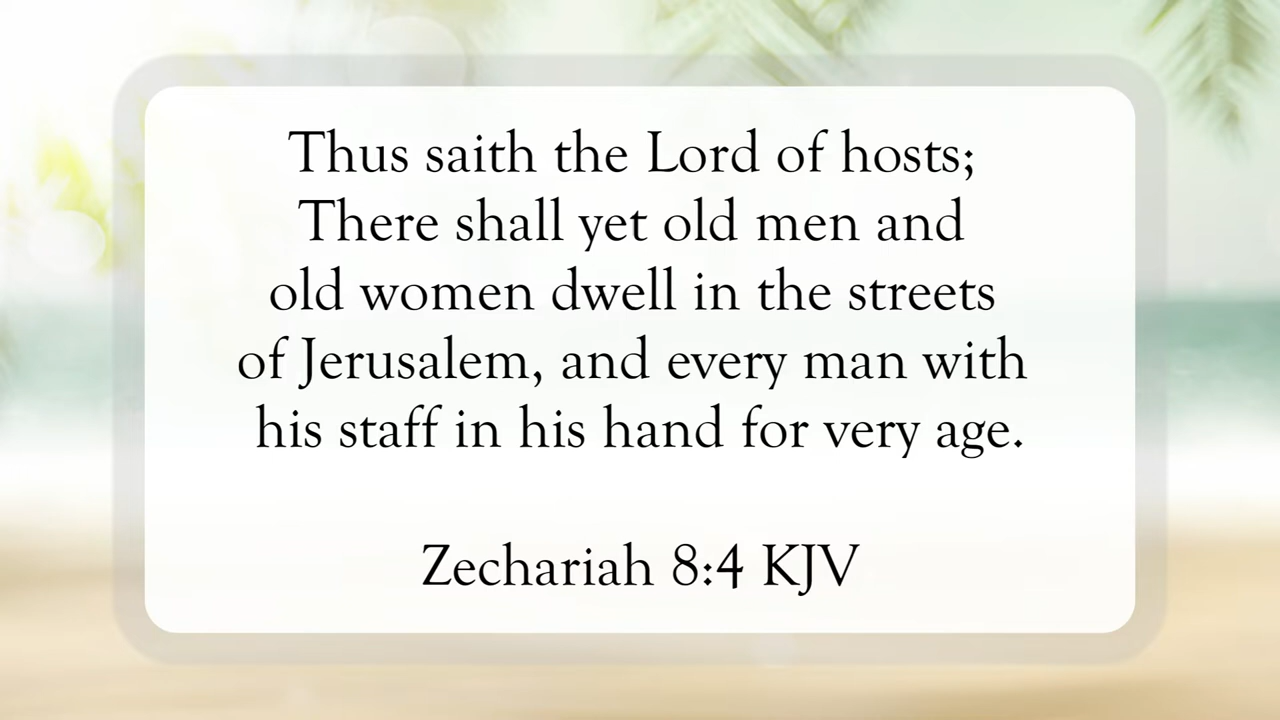 Thus saith the Lord of hosts;
There shall yet old men and
old women dwell in the streets
of Jerusalem, and every man with
his staff in his hand for very age.
Zechariah 8:4 KJV